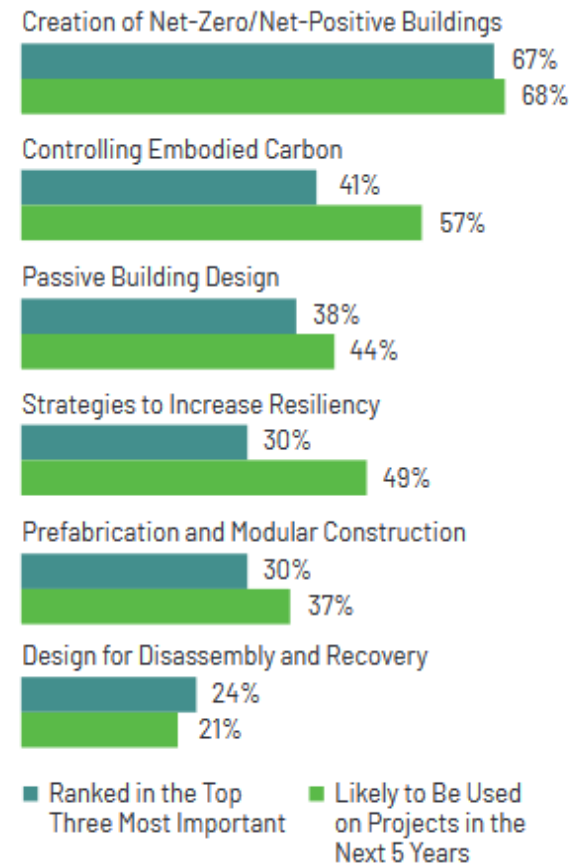 Creation of Net-Zero/Net-Positive Buildings
67%
68%
Controlling Embodied Carbon
41%
57%
Passive Building Design
38%
44%
Strategies to Increase Resiliency
30%
49%
Prefabrication and Modular Construction
30%
37%
Design for Disassembly and Recovery
24%
21%
Ranked in the Top
Three Most Important
Likely to Be Used
on Projects in the
Next 5 Years